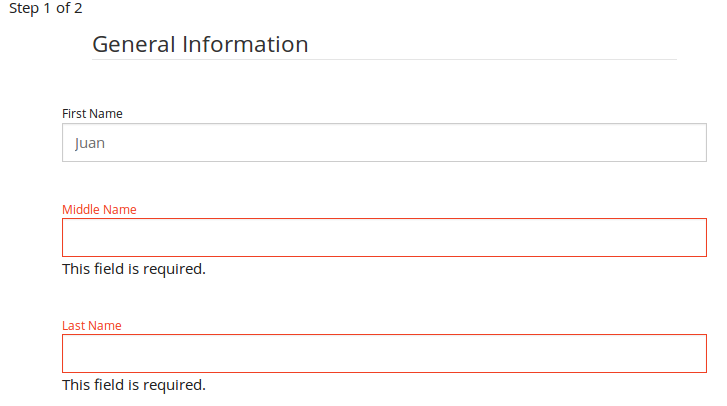 Step 1 of 2
General Information
First Name
Juan
Middle Name
This field is required.
Last Name
This field is required.